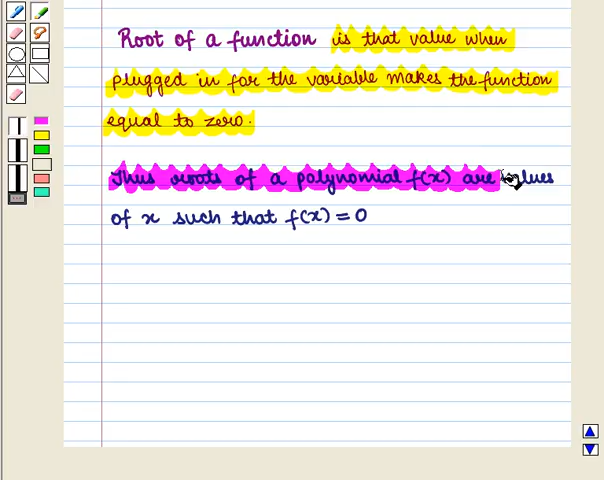 Root of a function is that value when
plugged in for the variable makes the function
equal to zero.
Thus roots of a polynomial f(x) are values
of x such that f(x) = 0